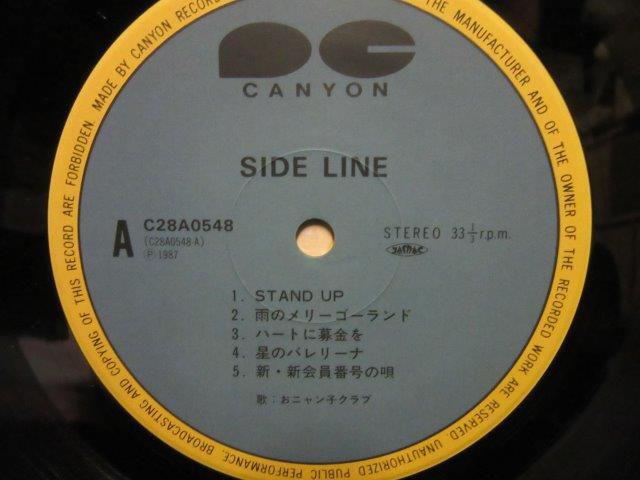 CANYON
SIDE LINE
A
C28A0548
(C28A0548-A)
Ⓟ 1987
STEREO 33⅓ r.p.m.
1. STAND UP
2. 雨のメリーゴーランド
3. ハートに募金を
4. 星のバレリーナ
5. 新・新会員番号の唄
歌：おニャン子クラブ
MADE BY CANYON RECORDS
THE MANUFACTURER AND OF THE OWNER OF THE RECORDED WORK ARE RESERVED. UNAUTHORIZED PUBLIC PERFORMANCE, BROADCASTING AND COPYING OF THIS RECORD ARE FORBIDDEN.